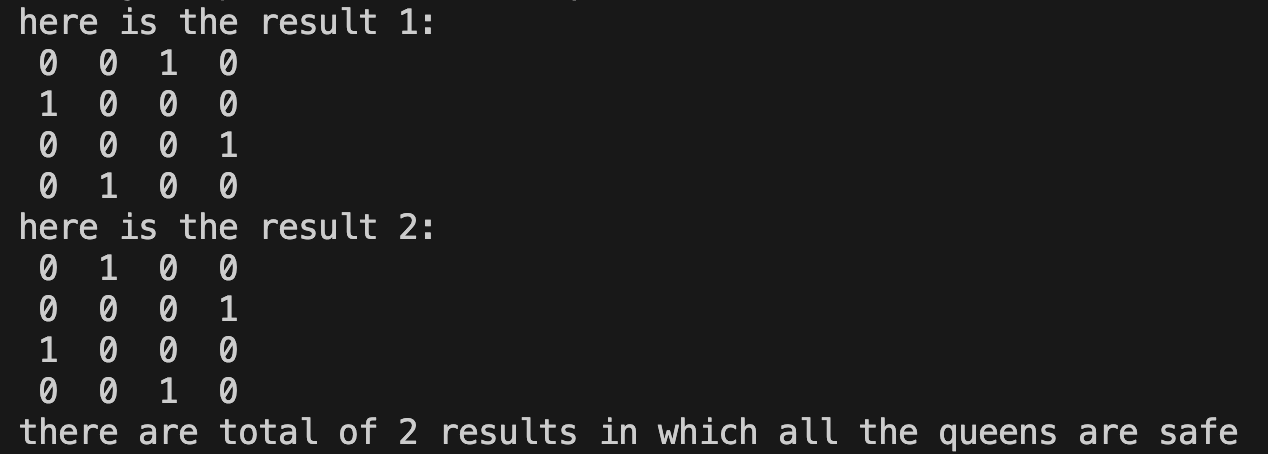 here is the result 1:
0 0 1 0
1 0 0 0
0 0 0 1
0 1 0 0
here is the result 2:
0 1 0 0
0 0 0 1
1 0 0 0
0 0 1 0
there are total of 2 results in which all the queens are safe